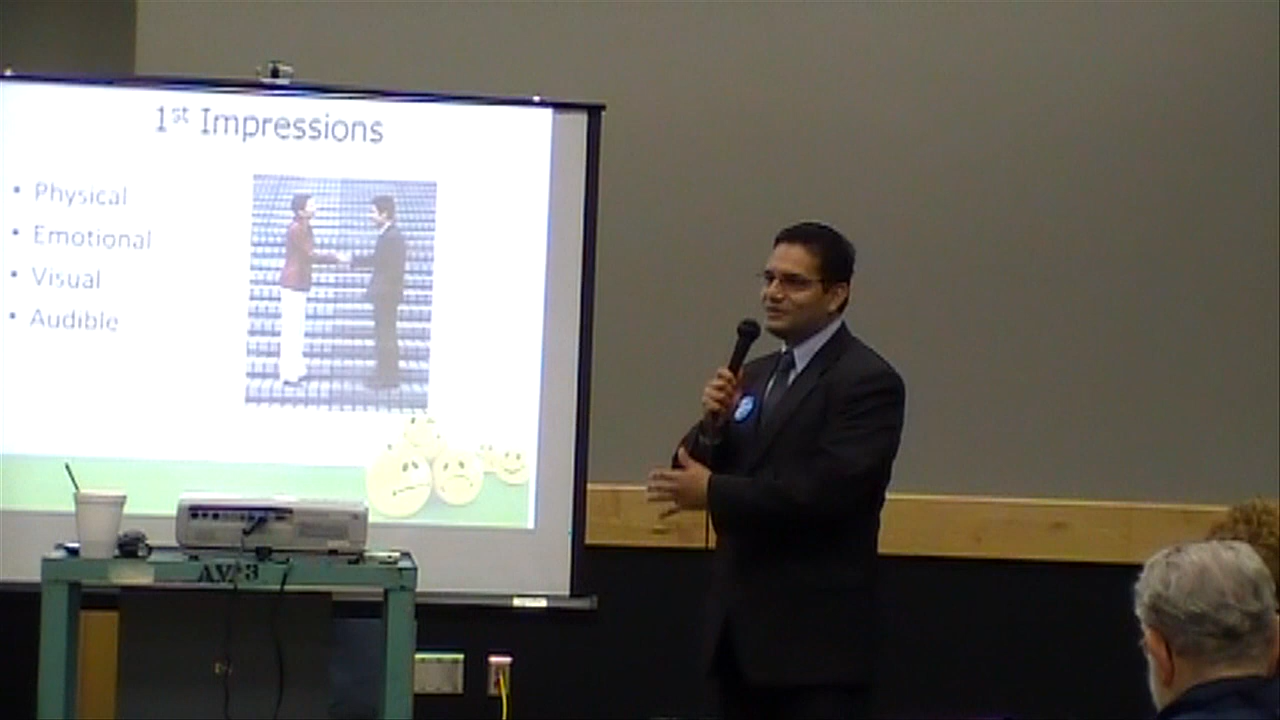 1st Impressions
• Physical
• Emotional
• Visual
• Audible
AV 3